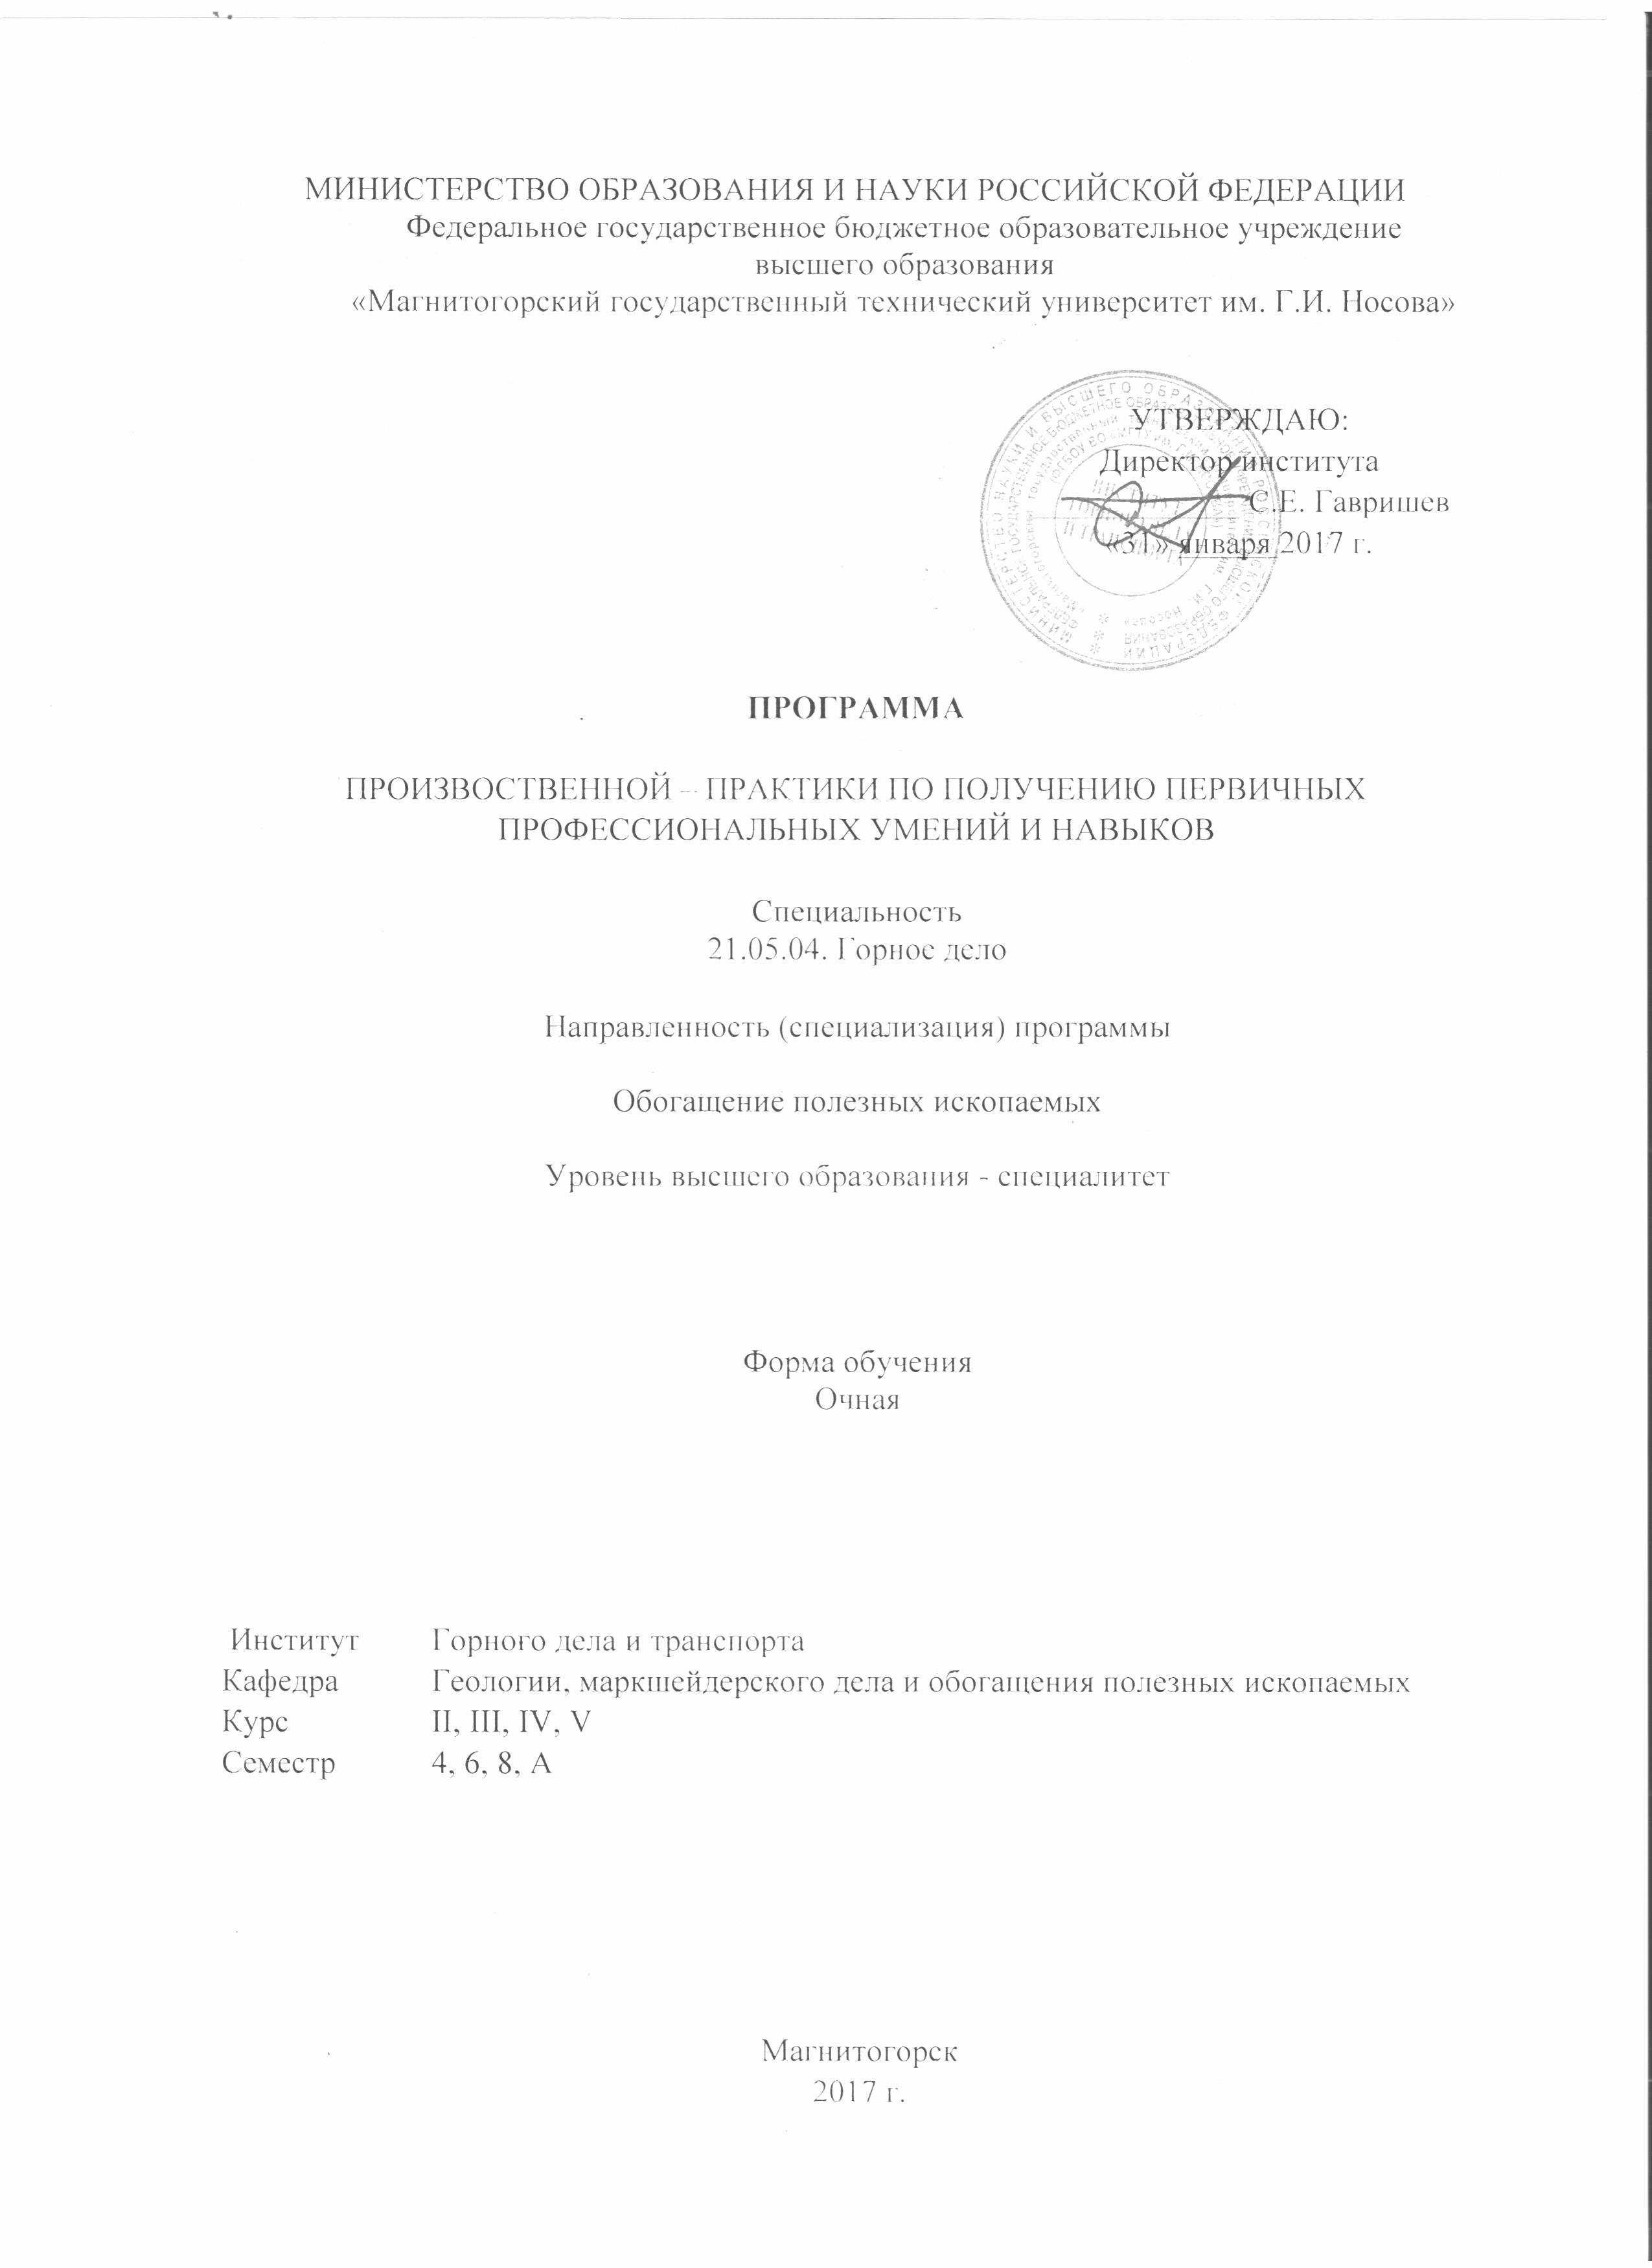 МИНИСТЕРСТВО ОБРАЗОВАНИЯ И НАУКИ РОССИЙСКОЙ ФЕДЕРАЦИИ
Федеральное государственное бюджетное образовательное учреждение
высшего образования
«Магнитогорский государственный технический университет им. Г.И. Носова»
УТВЕРЖДАЮ:
Директор института
С.Е. Гавришев
«31» января 2017 г.
ПРОГРАММА
ПРОИЗВОСТВЕННОЙ – ПРАКТИКИ ПО ПОЛУЧЕНИЮ ПЕРВИЧНЫХ
ПРОФЕССИОНАЛЬНЫХ УМЕНИЙ И НАВЫКОВ
Специальность
21.05.04. Горное дело
Направленность (специализация) программы
Обогащение полезных ископаемых
Уровень высшего образования - специалитет
Форма обучения
Очная
Институт Горного дела и транспорта
Кафедра Геологии, маркшейдерского дела и обогащения полезных ископаемых
Курс II, III, IV, V
Семестр 4, 6, 8, А
Магнитогорск
2017 г.